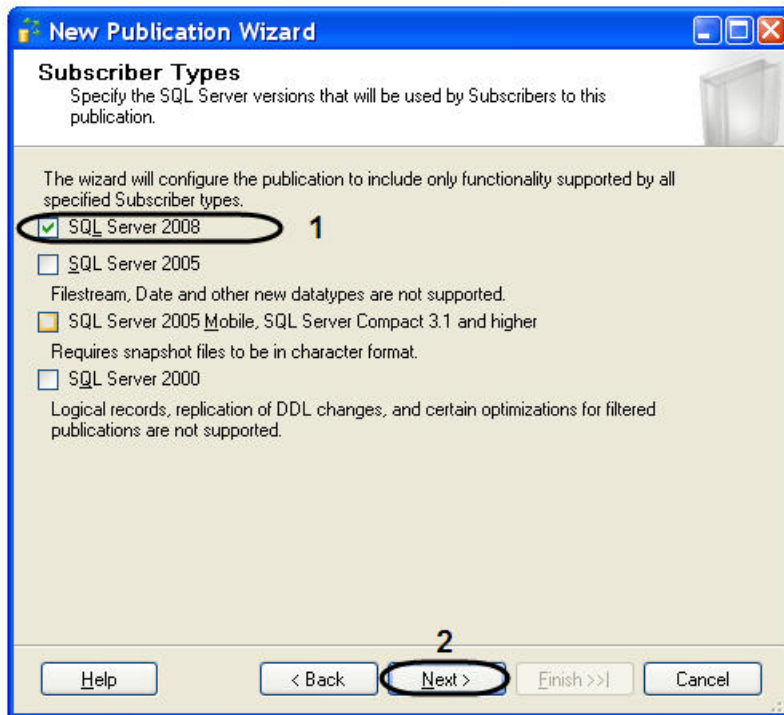 New Publication Wizard
Subscriber Types
Specify the SQL Server versions that will be used by Subscribers to this
publication.
The wizard will configure the publication to include only functionality supported by all
specified Subscriber types.
SQL Server 2008 1
SQL Server 2005
Filestream, Date and other new datatypes are not supported.
SQL Server 2005 Mobile, SQL Server Compact 3.1 and higher
Requires snapshot files to be in character format.
SQL Server 2000
Logical records, replication of DDL changes, and certain optimizations for filtered
publications are not supported.
2
Help < Back Next > Finish >>| Cancel